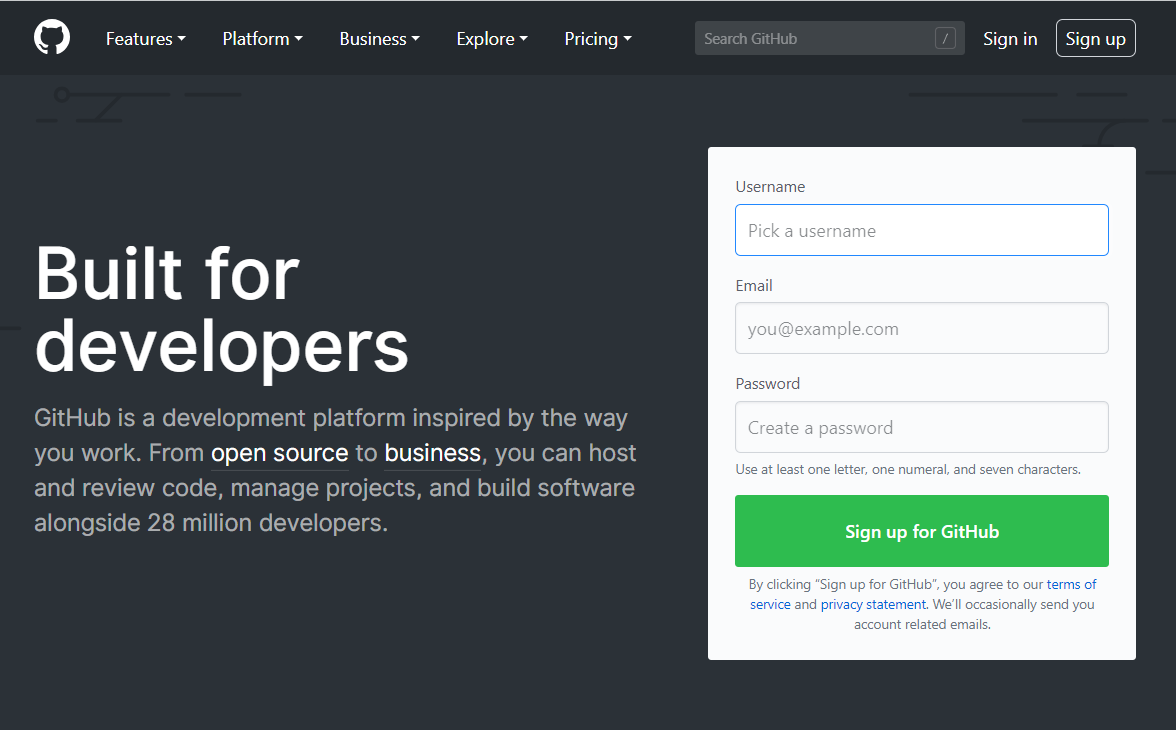 Features Platform Business Explore Pricing Search GitHub / Sign in Sign up
Built for
developers
GitHub is a development platform inspired by the way
you work. From open source to business, you can host
and review code, manage projects, and build software
alongside 28 million developers.
Username
Pick a username
Email
you@example.com
Password
Create a password
Use at least one letter, one numeral, and seven characters.
Sign up for GitHub
By clicking “Sign up for GitHub”, you agree to our terms of
service and privacy statement. We’ll occasionally send you
account related emails.